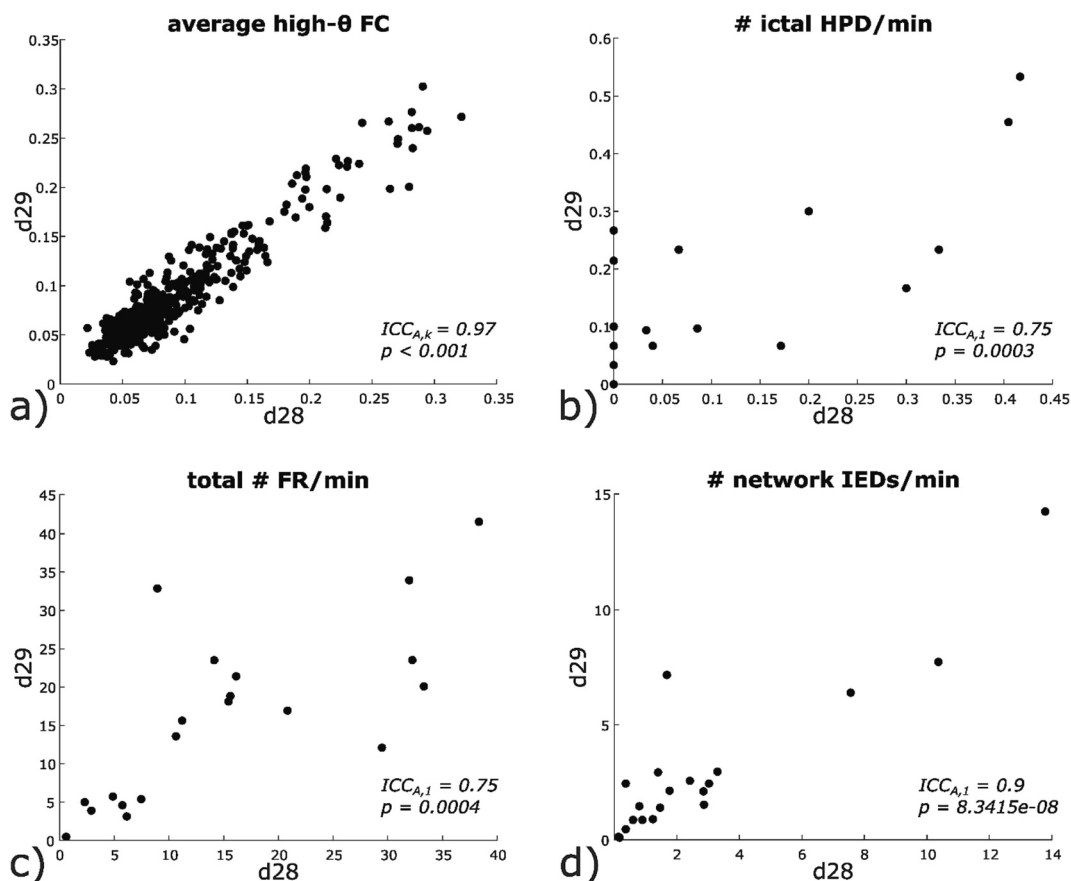 average high-θ FC
0.35
0.3
0.25
0.2
0.15
0.1
0.05
0
d29
0 0.05 0.1 0.15 0.2 0.25 0.3 0.35
d28
ICC_A,k = 0.97
p < 0.001
a)
# ictal HPD/min
0.6
0.5
0.4
0.3
0.2
0.1
0
d29
0 0.05 0.1 0.15 0.2 0.25 0.3 0.35 0.4 0.45
d28
ICC_A,1 = 0.75
p = 0.0003
b)
total # FR/min
45
40
35
30
25
20
15
10
5
0
d29
0 5 10 15 20 25 30 35 40
d28
ICC_A,1 = 0.75
p = 0.0004
c)
# network IEDs/min
15
10
5
0
d29
2 4 6 8 10 12 14
d28
ICC_A,1 = 0.9
p = 8.3415e-08
d)